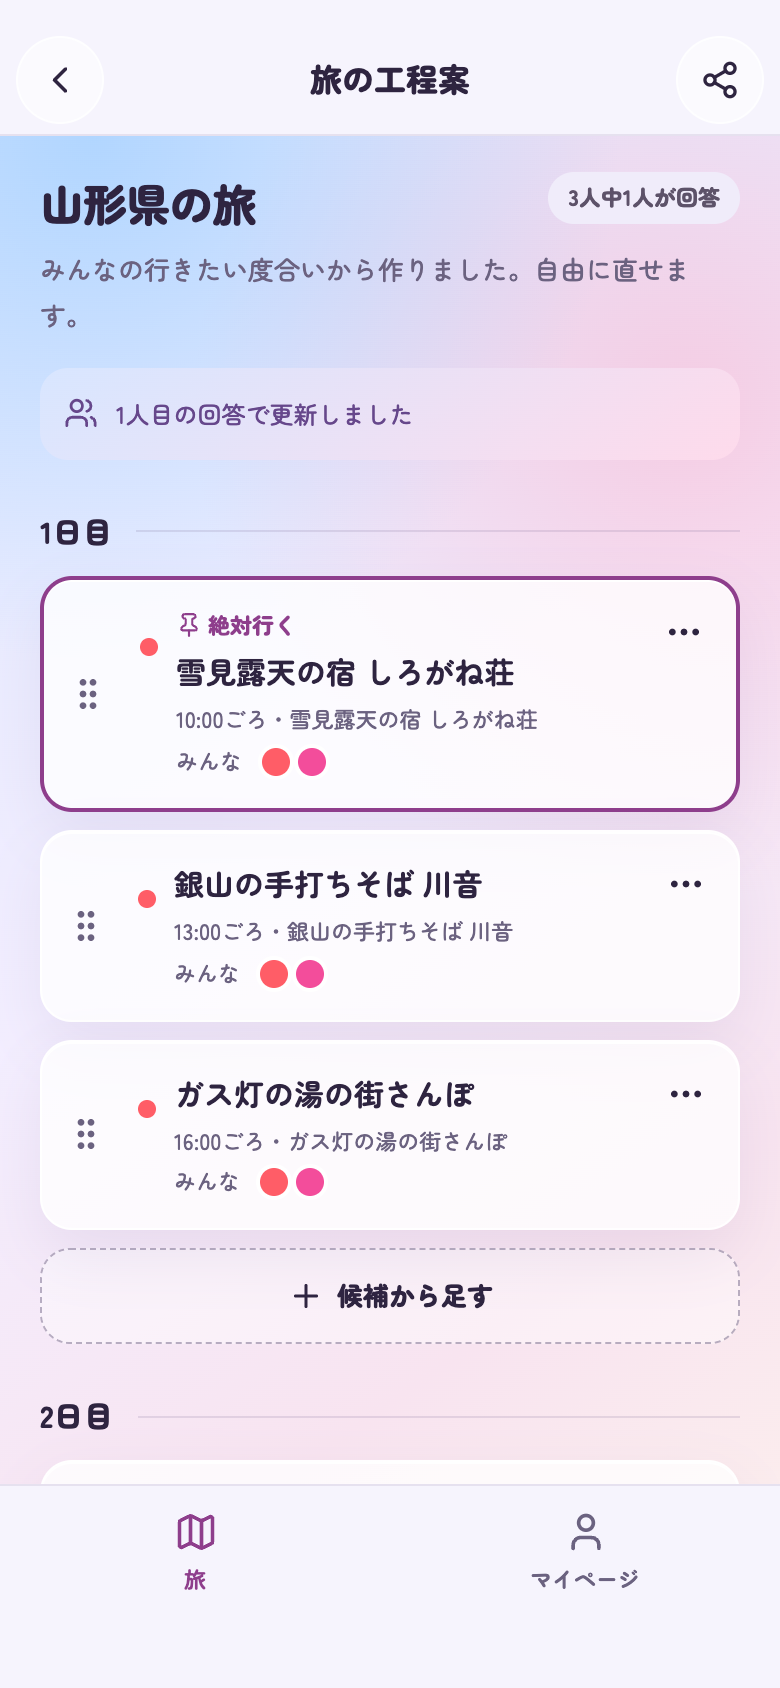 旅の工程案
山形県の旅
3人中1人が回答
みんなの行きたい度合いから作りました。自由に直せま
す。
1人目の回答で更新しました
1日目
絶対行く
雪見露天の宿 しろがね荘
10:00ごろ・雪見露天の宿 しろがね荘
みんな
銀山の手打ちそば 川音
13:00ごろ・銀山の手打ちそば 川音
みんな
ガス灯の湯の街さんぽ
16:00ごろ・ガス灯の湯の街さんぽ
みんな
候補から足す
2日目
旅
マイページ